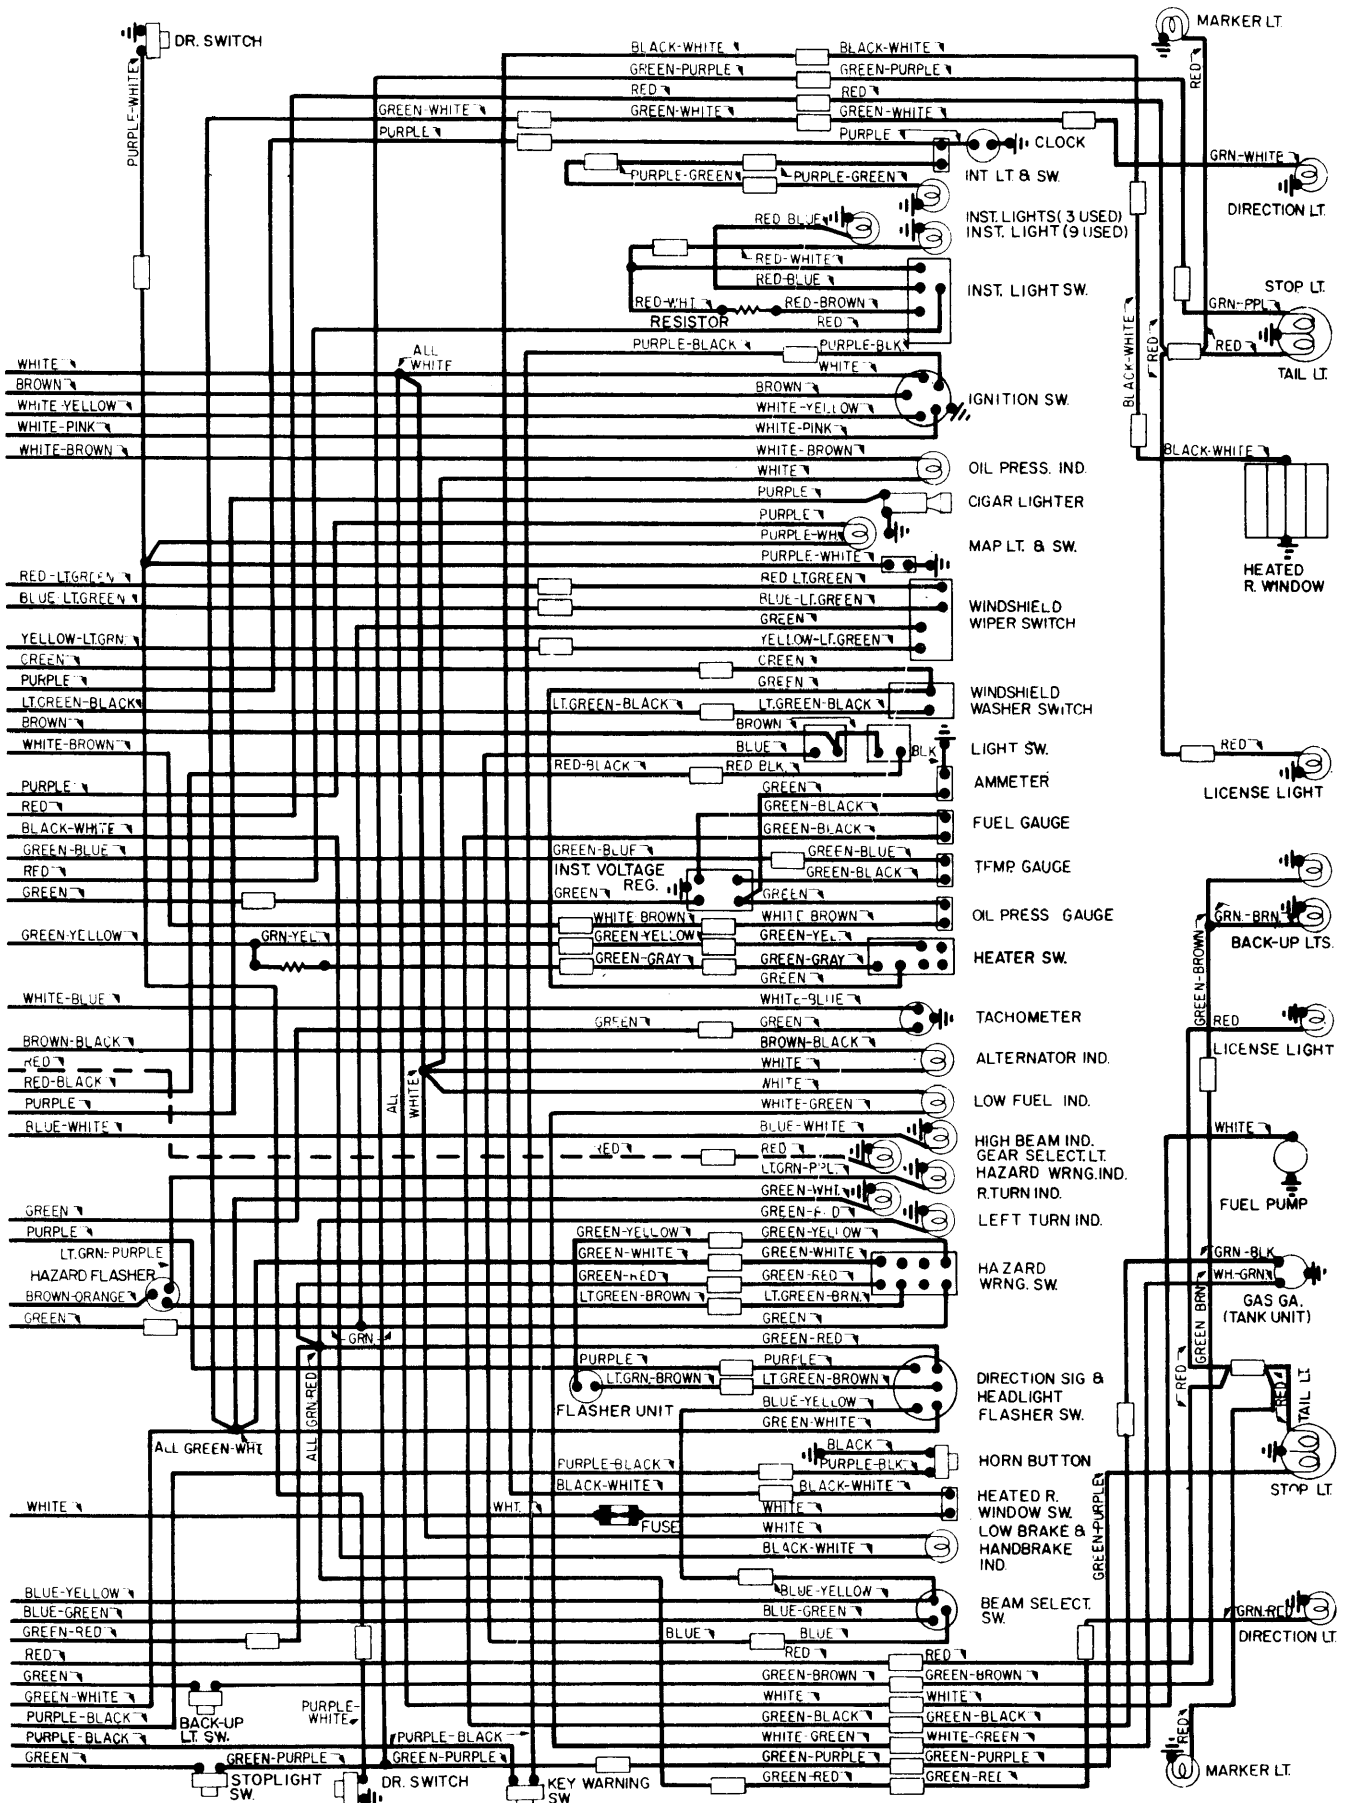 MARKER LT.
DR. SWITCH
BLACK-WHITE BLACK-WHITE
GREEN-PURPLE GREEN-PURPLE
RED RED
RED
PURPLE-WHITE
GREEN-WHITE GREEN-WHITE GREEN-WHITE
PURPLE PURPLE CLOCK
GRN-WHITE
PURPLE-GREEN PURPLE-GREEN INT LT. & SW.
DIRECTION LT.
RED BLUE INST. LIGHTS (3 USED)
INST. LIGHT (9 USED)
RED-WHITE
RED-BLUE INST. LIGHT SW.
STOP LT.
RED-WHT. RED-BROWN GRN-PPL
RESISTOR RED
BLACK-WHITE
RED
RED
PURPLE-BLACK PURPLE-BLK
TAIL LT.
ALL WHITE
WHITE WHITE
BROWN BROWN IGNITION SW.
WHITE-YELLOW WHITE-YELLOW
WHITE-PINK WHITE-PINK
WHITE-BROWN WHITE-BROWN BLACK-WHITE
WHITE OIL PRESS. IND.
PURPLE CIGAR LIGHTER
PURPLE
PURPLE-WH. MAP LT. & SW.
PURPLE-WHITE
HEATED
R. WINDOW
RED-LT.GREEN RED LT.GREEN
BLUE-LT.GREEN BLUE-LT.GREEN WINDSHIELD
GREEN WIPER SWITCH
YELLOW-LT.GRN YELLOW-LT.GREEN
GREEN GREEN
PURPLE GREEN WINDSHIELD
LT.GREEN-BLACK LT.GREEN-BLACK LT.GREEN-BLACK WASHER SWITCH
BROWN BROWN
WHITE-BROWN BLUE BLK LIGHT SW. RED
RED-BLACK RED BLK.
PURPLE GREEN AMMETER LICENSE LIGHT
RED GREEN-BLACK
BLACK-WHITE GREEN-BLACK FUEL GAUGE
GREEN-BLUE GREEN-BLUE GREEN-BLUE
RED INST. VOLTAGE REG. GREEN-BLACK TEMP. GAUGE
GREEN GREEN GREEN
WHITE BROWN WHITE BROWN OIL PRESS GAUGE GRN.-BRN.
GREEN-YELLOW GRN-YEL. GREEN-YELLOW GREEN-YEL. BACK-UP LTS.
GREEN-GRAY GREEN-GRAY HEATER SW.
GREEN
GREEN-BROWN
WHITE-BLUE WHITE-BLUE
GREEN GREEN TACHOMETER RED
BROWN-BLACK BROWN-BLACK LICENSE LIGHT
RED WHITE ALTERNATOR IND.
RED-BLACK WHITE
ALL WHITE
PURPLE WHITE-GREEN LOW FUEL IND.
BLUE-WHITE BLUE-WHITE HIGH BEAM IND. WHITE
RED RED GEAR SELECT. LT.
LT.GRN-PPL. HAZARD WRNG. IND.
GREEN-WHT. R.TURN IND. FUEL PUMP
GREEN GREEN-RED LEFT TURN IND.
PURPLE GREEN-YELLOW GREEN-YELLOW
LT.GRN-PURPLE GREEN-WHITE GREEN-WHITE GRN-BLK
HAZARD FLASHER GREEN-RED GREEN-RED HAZARD WRNG. SW. WH-GRN
BROWN-ORANGE LT.GREEN-BROWN LT.GREEN-BRN. GAS GA.
(TANK UNIT)
GREEN GREEN
GRN GREEN-RED
GREEN BRN
RED
PURPLE PURPLE
LT.GRN-BROWN LT.GREEN-BROWN DIRECTION SIG &
HEADLIGHT
FLASHER SW.
FLASHER UNIT BLUE-YELLOW
GREEN-WHITE
RED TAIL LT.
ALL GRN-RED
ALL GREEN-WHT
BLACK
PURPLE-BLACK PURPLE-BLK HORN BUTTON
BLACK-WHITE BLACK-WHITE HEATED R.
WINDOW SW.
STOP LT.
WHITE WHT. FUSE WHITE
WHITE LOW BRAKE &
BLACK-WHITE HANDBRAKE
IND.
GREEN-PURPLE
BLUE-YELLOW BLUE-YELLOW BEAM SELECT.
SW.
BLUE-GREEN BLUE-GREEN GRN-RED
GREEN-RED BLUE BLUE DIRECTION LT.
RED RED RED
GREEN GREEN-BROWN GREEN-BROWN
GREEN-WHITE WHITE WHITE
PURPLE-BLACK BACK-UP LT. SW. PURPLE-WHITE GREEN-BLACK GREEN-BLACK
PURPLE-BLACK PURPLE-BLACK WHITE-GREEN WHITE-GREEN
RED
GREEN GREEN-PURPLE GREEN-PURPLE GREEN-PURPLE GREEN-PURPLE
STOPLIGHT SW. DR. SWITCH KEY WARNING SW GREEN-RED GREEN-RED MARKER LT.